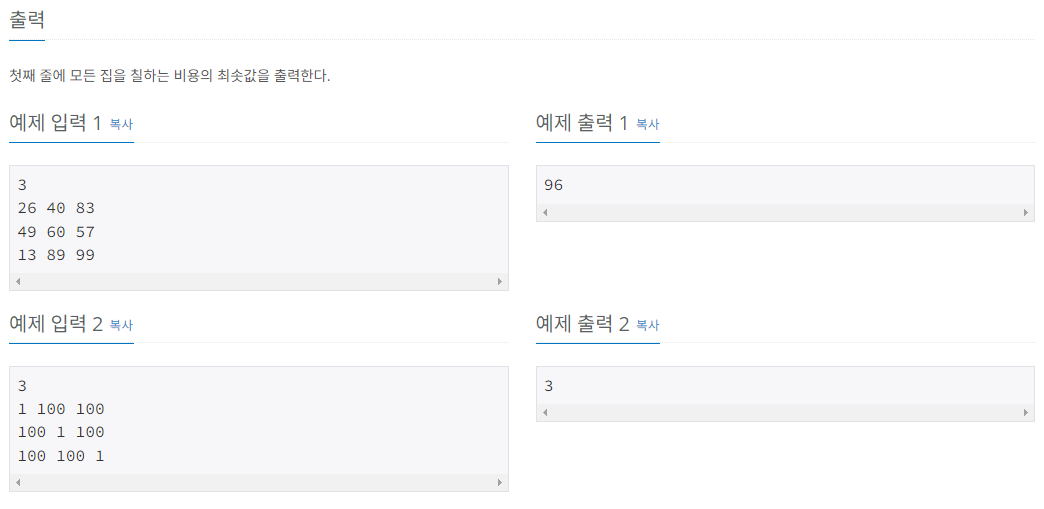 출력
첫째 줄에 모든 집을 칠하는 비용의 최솟값을 출력한다.
예제 입력 1 복사
3
26 40 83
49 60 57
13 89 99
예제 출력 1 복사
96
예제 입력 2 복사
3
1 100 100
100 1 100
100 100 1
예제 출력 2 복사
3